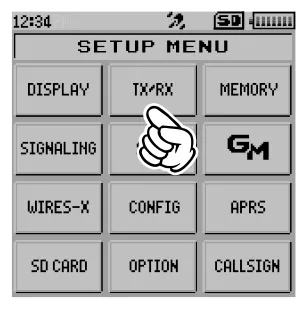 12:34 SD
SETUP MENU
DISPLAY TX/RX MEMORY
SIGNALING GM
WIRES-X CONFIG APRS
SD CARD OPTION CALLSIGN